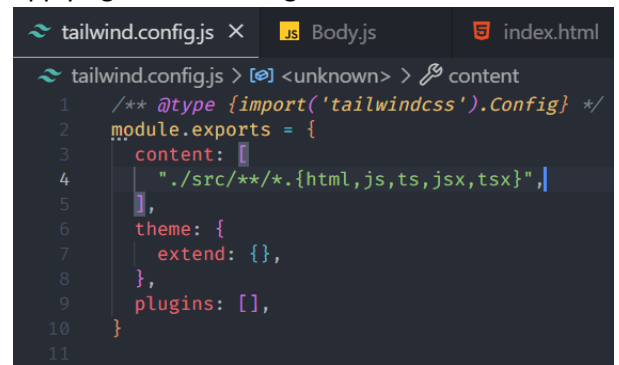 tailwind.config.js × JS Body.js 5 index.html
tailwind.config.js > <unknown> > content
1 /** @type {import('tailwindcss').Config} */
2 module.exports = {
3   content: [
4     "./src/**/*.{html,js,ts,jsx,tsx}",
5   ],
6   theme: {
7     extend: {},
8   },
9   plugins: [],
10 }
11